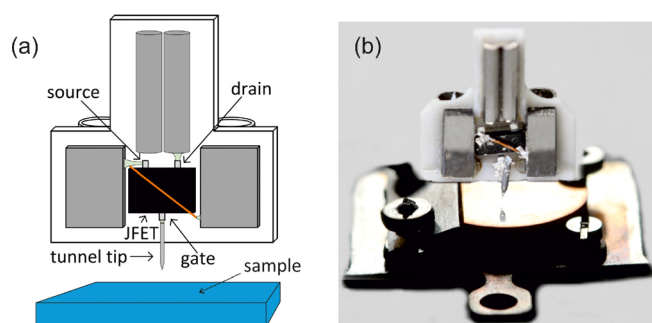 (a)
source
drain
JFET
gate
tunnel tip
sample
(b)